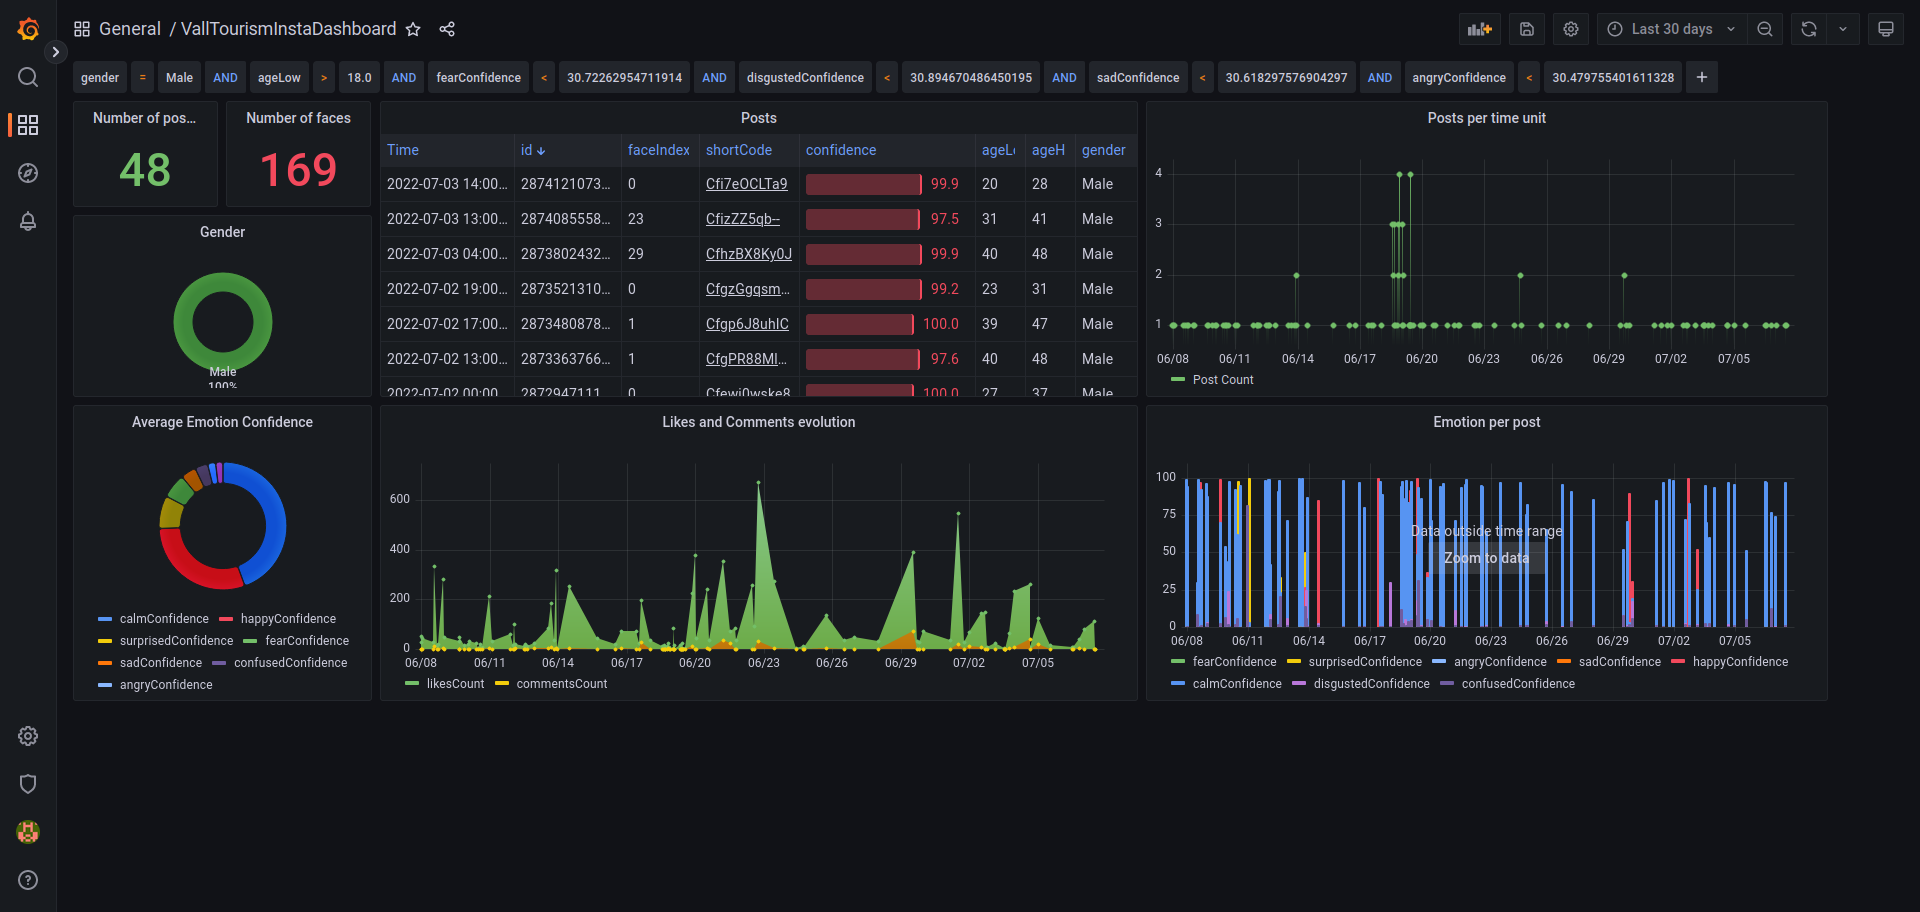 General / VallTourismInstaDashboard
Last 30 days
gender = Male AND ageLow > 18.0 AND fearConfidence < 30.72262954711914 AND disgustedConfidence < 30.894670486450195 AND sadConfidence < 30.618297576904297 AND angryConfidence < 30.479755401611328 +
Number of pos...
48
Number of faces
169
Gender
Male
100%
Posts
Time id faceIndex shortCode confidence ageL ageH gender
2022-07-03 14:00... 2874121073... 0 Cfi7eOCLTa9 99.9 20 28 Male
2022-07-03 13:00... 2874085558... 23 CfizZZ5qb-- 97.5 31 41 Male
2022-07-03 04:00... 2873802432... 29 CfhzBX8Ky0J 99.9 40 48 Male
2022-07-02 19:00... 2873521310... 0 CfgzGgqsm... 99.2 23 31 Male
2022-07-02 17:00... 2873480878... 1 Cfgp6J8uhIC 100.0 39 47 Male
2022-07-02 13:00... 2873363766... 1 CfgPR88MI... 97.6 40 48 Male
2022-07-02 00:00... 2872947111... 0 Cfewi0wske8 100.0 27 37 Male
Posts per time unit
4
3
2
1
06/08 06/11 06/14 06/17 06/20 06/23 06/26 06/29 07/02 07/05
Post Count
Average Emotion Confidence
calmConfidence happyConfidence
surprisedConfidence fearConfidence
sadConfidence confusedConfidence
angryConfidence
Likes and Comments evolution
600
400
200
0
06/08 06/11 06/14 06/17 06/20 06/23 06/26 06/29 07/02 07/05
likesCount commentsCount
Emotion per post
100
75
50
25
0
Data outside time range
Zoom to data
06/08 06/11 06/14 06/17 06/20 06/23 06/26 06/29 07/02 07/05
fearConfidence surprisedConfidence angryConfidence sadConfidence happyConfidence
calmConfidence disgustedConfidence confusedConfidence